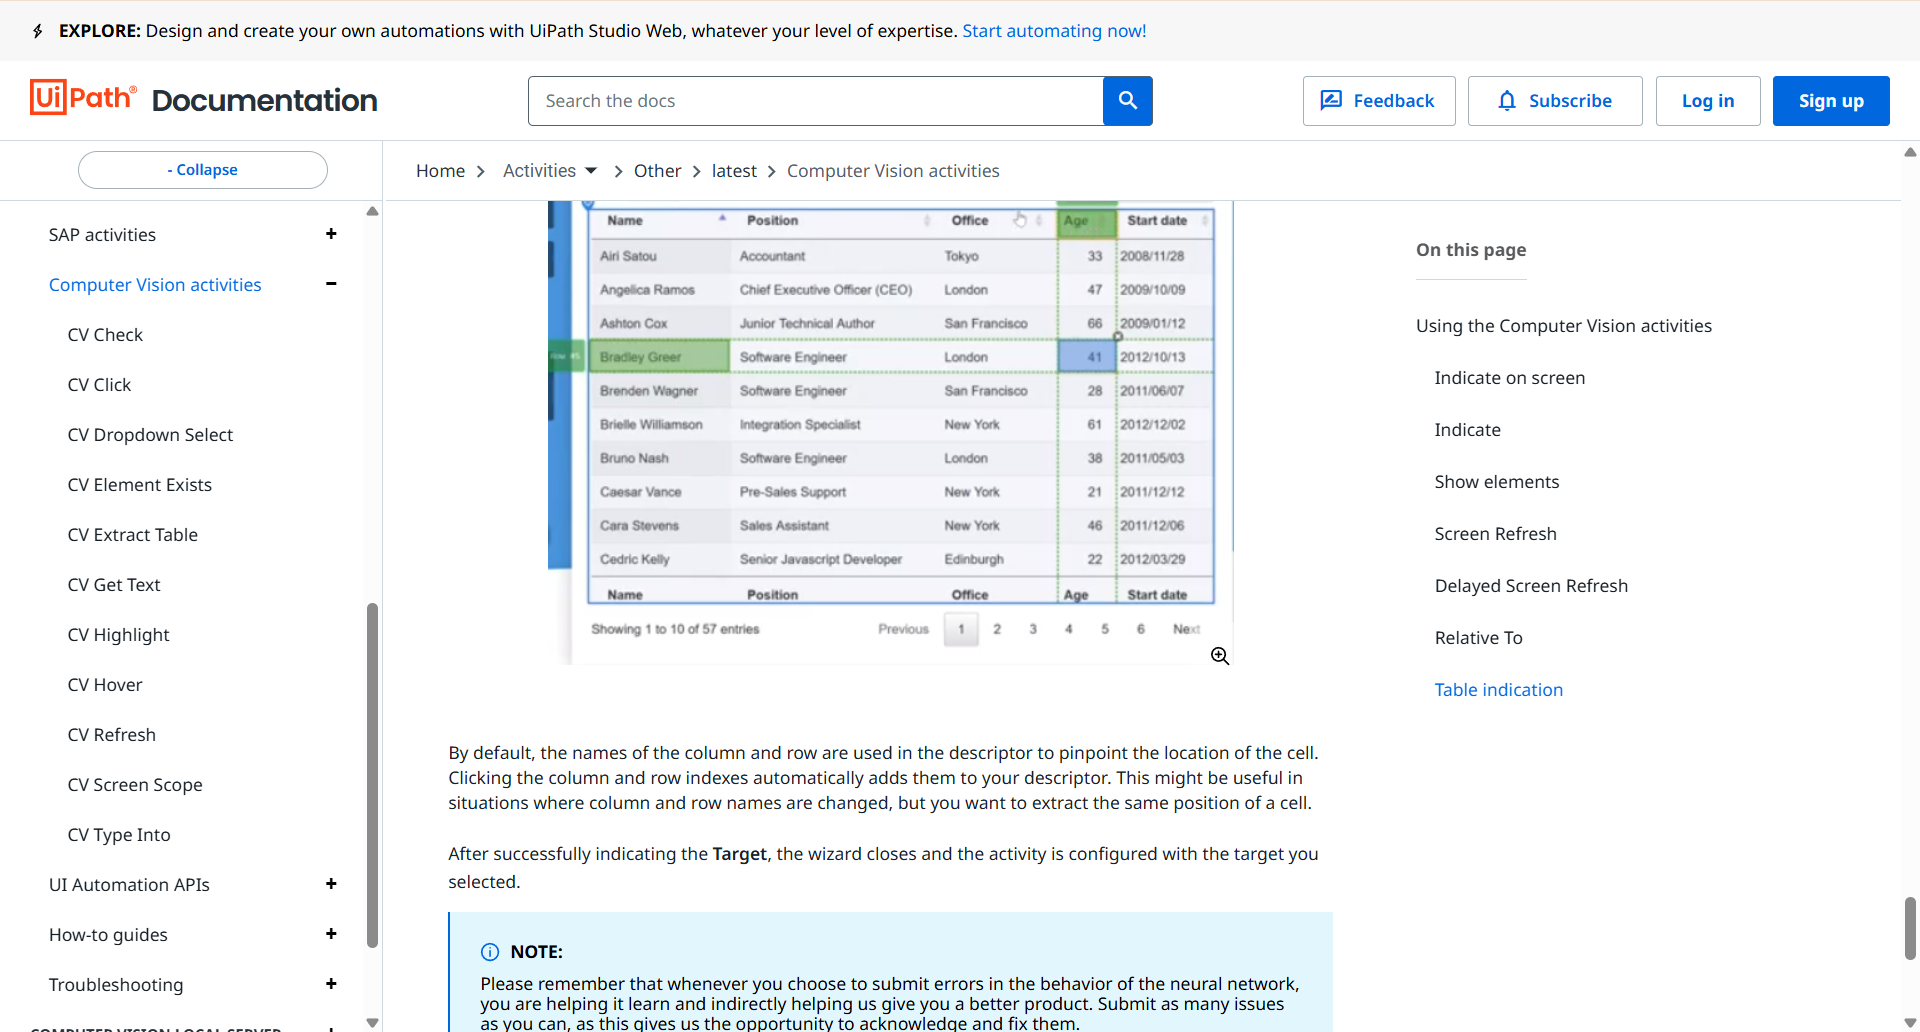 EXPLORE: Design and create your own automations with UiPath Studio Web, whatever your level of expertise. Start automating now!
UiPath® Documentation
Search the docs
Feedback
Subscribe
Log in
Sign up
- Collapse
Home > Activities > Other > latest > Computer Vision activities
SAP activities +
Computer Vision activities −
CV Check
CV Click
CV Dropdown Select
CV Element Exists
CV Extract Table
CV Get Text
CV Highlight
CV Hover
CV Refresh
CV Screen Scope
CV Type Into
UI Automation APIs +
How-to guides +
Troubleshooting +
COMPUTER VISION LOCAL SERVER
Name Position Office Age Start date
Airi Satou Accountant Tokyo 33 2008/11/28
Angelica Ramos Chief Executive Officer (CEO) London 47 2009/10/09
Ashton Cox Junior Technical Author San Francisco 66 2009/01/12
Bradley Greer Software Engineer London 41 2012/10/13
Brenden Wagner Software Engineer San Francisco 28 2011/06/07
Brielle Williamson Integration Specialist New York 61 2012/12/02
Bruno Nash Software Engineer London 38 2011/05/03
Caesar Vance Pre-Sales Support New York 21 2011/12/12
Cara Stevens Sales Assistant New York 46 2011/12/06
Cedric Kelly Senior Javascript Developer Edinburgh 22 2012/03/29
Name Position Office Age Start date
Showing 1 to 10 of 57 entries Previous 1 2 3 4 5 6 Next
By default, the names of the column and row are used in the descriptor to pinpoint the location of the cell.
Clicking the column and row indexes automatically adds them to your descriptor. This might be useful in
situations where column and row names are changed, but you want to extract the same position of a cell.
After successfully indicating the Target, the wizard closes and the activity is configured with the target you
selected.
NOTE:
Please remember that whenever you choose to submit errors in the behavior of the neural network,
you are helping it learn and indirectly helping us give you a better product. Submit as many issues
as you can, as this gives us the opportunity to acknowledge and fix them.
On this page
Using the Computer Vision activities
Indicate on screen
Indicate
Show elements
Screen Refresh
Delayed Screen Refresh
Relative To
Table indication